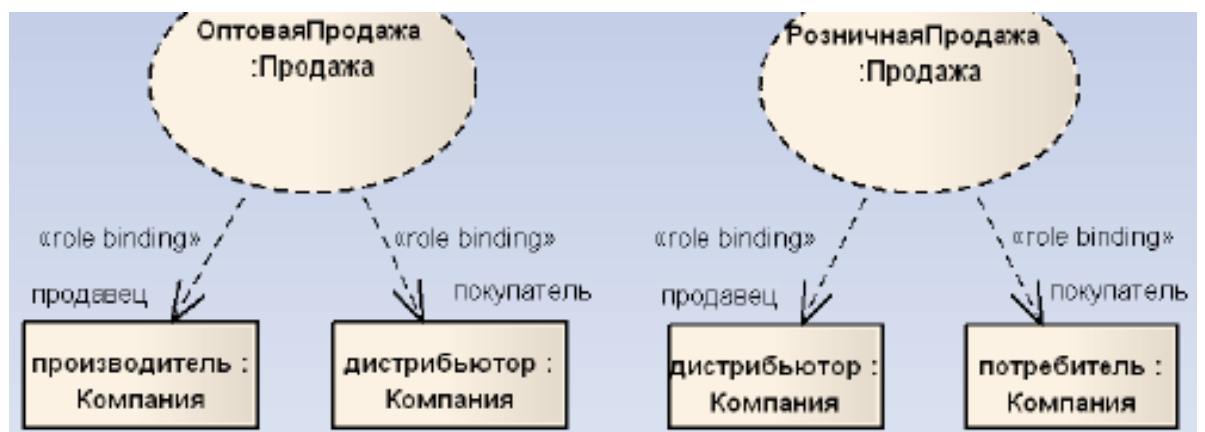 ОптоваяПродажа
:Продажа
РозничнаяПродажа
:Продажа
«role binding»
«role binding»
«role binding»
«role binding»
продавец
покупатель
продавец
покупатель
производитель :
Компания
дистрибьютор :
Компания
дистрибьютор :
Компания
потребитель :
Компания